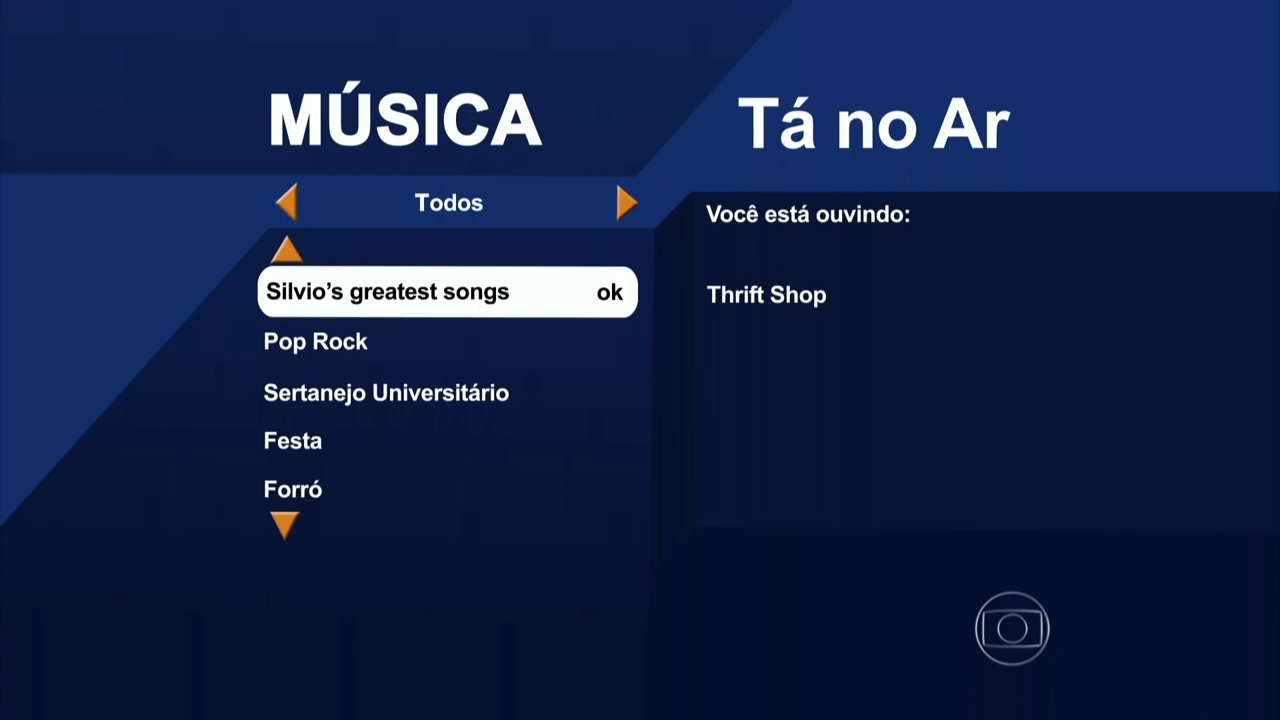 MÚSICA
Todos
Silvio’s greatest songs ok
Pop Rock
Sertanejo Universitário
Festa
Forró
Tá no Ar
Você está ouvindo:
Thrift Shop